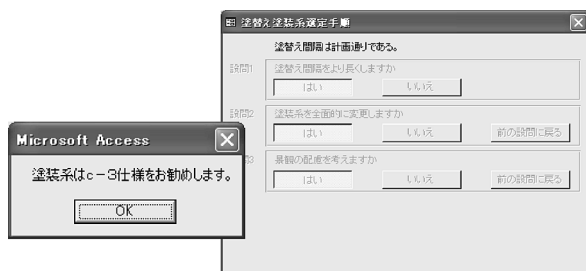 塗替え塗装系選定手順
塗替え間隔は計画通りである。
設問1 塗替え間隔をより長くしますか
はい いいえ
設問2 塗装系を全面的に変更しますか
はい いいえ 前の設問に戻る
3 景観の配慮を考えますか
はい いいえ 前の設問に戻る
Microsoft Access
塗装系はc-3仕様をお勧めします。
OK